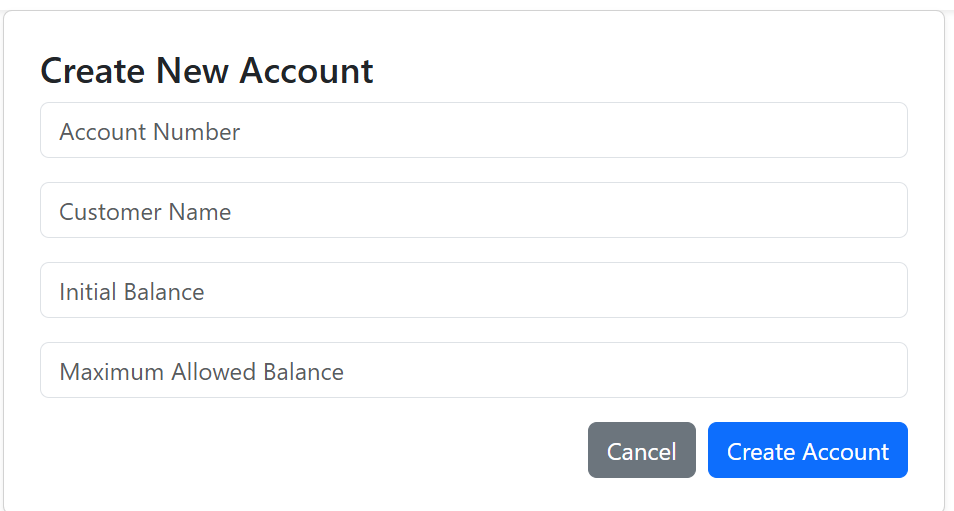 Create New Account
Account Number
Customer Name
Initial Balance
Maximum Allowed Balance
Cancel Create Account